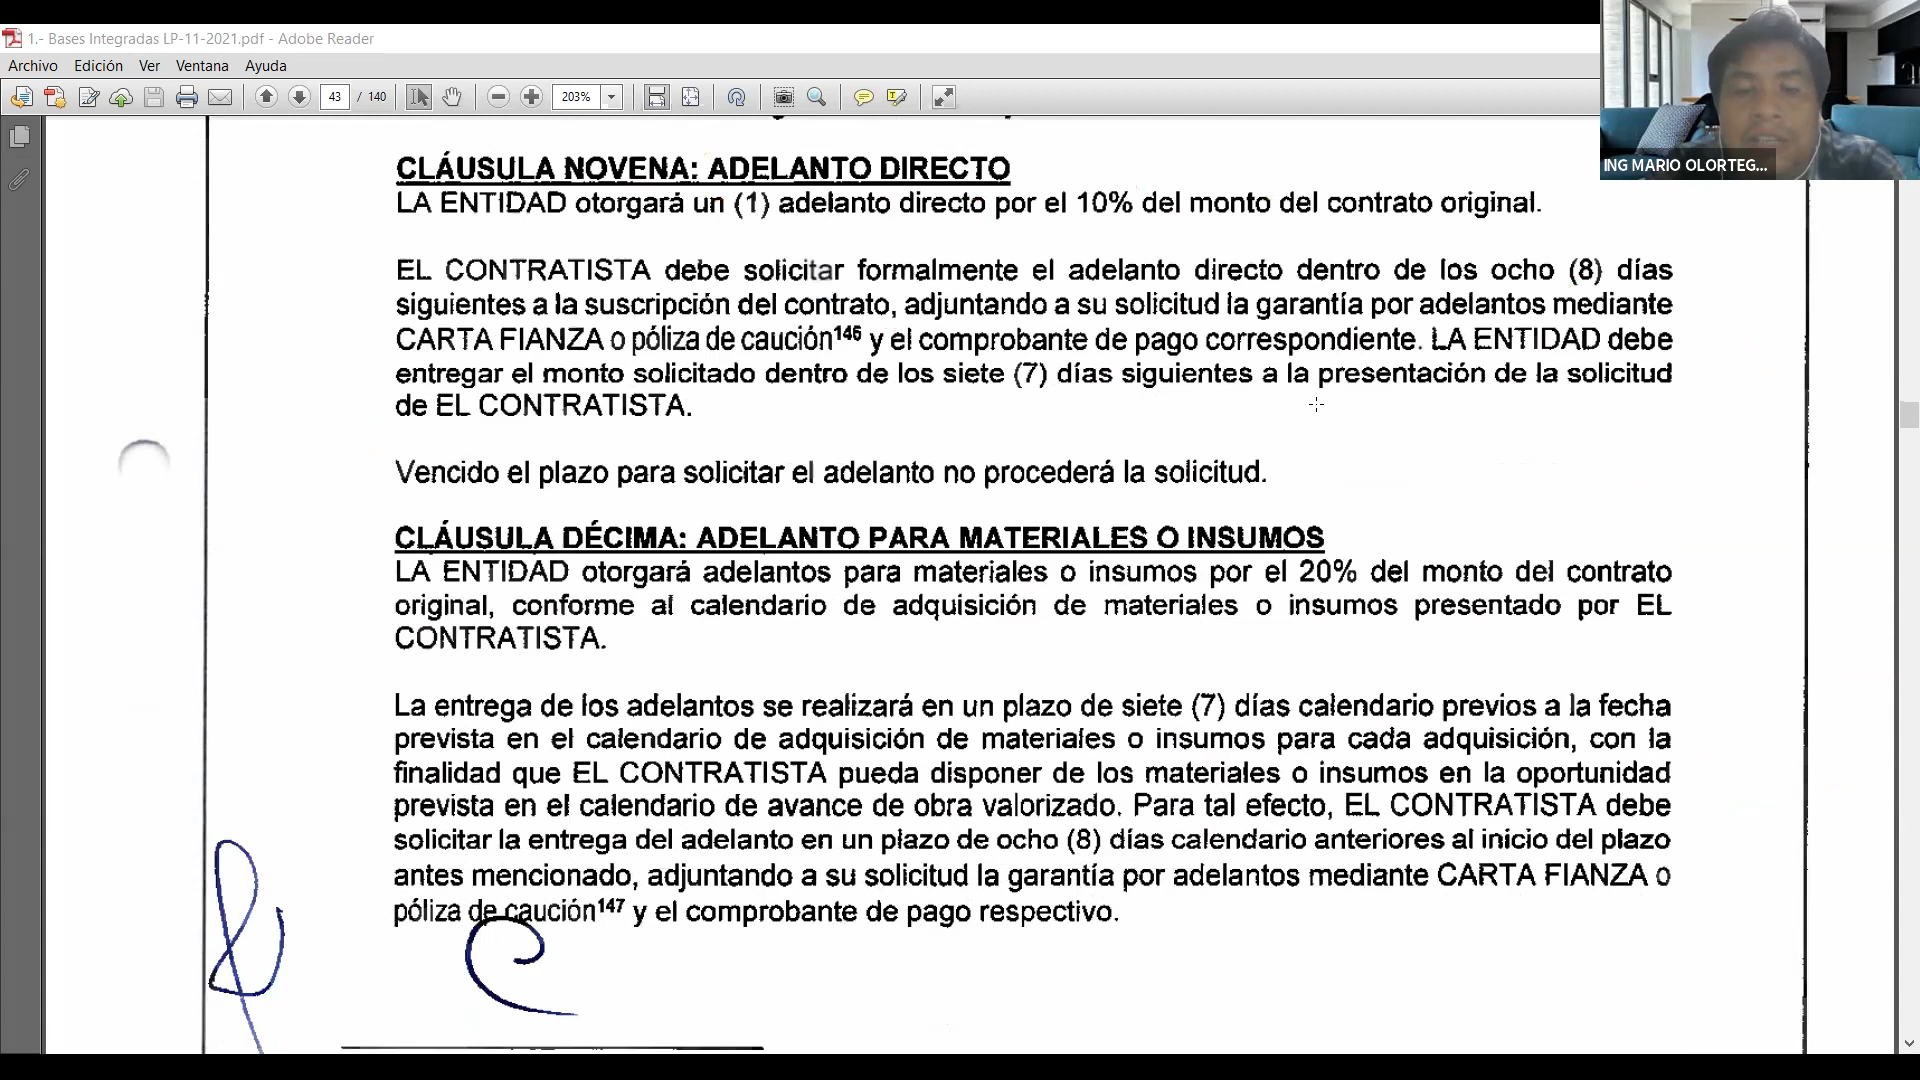 1.- Bases Integradas LP-11-2021.pdf - Adobe Reader
Archivo Edición Ver Ventana Ayuda
43 / 140 203%
ING MARIO OLORTEG...
CLÁUSULA NOVENA: ADELANTO DIRECTO
LA ENTIDAD otorgará un (1) adelanto directo por el 10% del monto del contrato original.
EL CONTRATISTA debe solicitar formalmente el adelanto directo dentro de los ocho (8) días
siguientes a la suscripción del contrato, adjuntando a su solicitud la garantía por adelantos mediante
CARTA FIANZA o póliza de caución146 y el comprobante de pago correspondiente. LA ENTIDAD debe
entregar el monto solicitado dentro de los siete (7) días siguientes a la presentación de la solicitud
de EL CONTRATISTA.
Vencido el plazo para solicitar el adelanto no procederá la solicitud.
CLÁUSULA DÉCIMA: ADELANTO PARA MATERIALES O INSUMOS
LA ENTIDAD otorgará adelantos para materiales o insumos por el 20% del monto del contrato
original, conforme al calendario de adquisición de materiales o insumos presentado por EL
CONTRATISTA.
La entrega de los adelantos se realizará en un plazo de siete (7) días calendario previos a la fecha
prevista en el calendario de adquisición de materiales o insumos para cada adquisición, con la
finalidad que EL CONTRATISTA pueda disponer de los materiales o insumos en la oportunidad
prevista en el calendario de avance de obra valorizado. Para tal efecto, EL CONTRATISTA debe
solicitar la entrega del adelanto en un plazo de ocho (8) días calendario anteriores al inicio del plazo
antes mencionado, adjuntando a su solicitud la garantía por adelantos mediante CARTA FIANZA o
póliza de caución147 y el comprobante de pago respectivo.